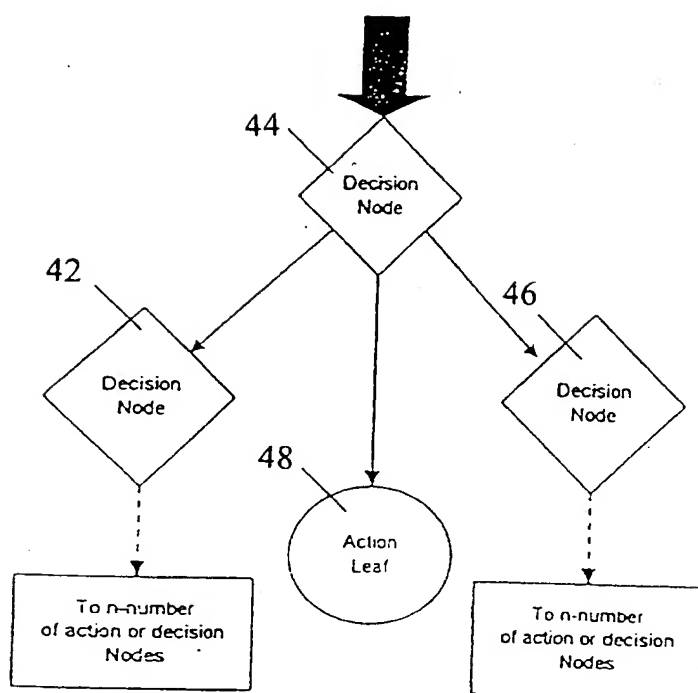 44
Decision
Node
42
46
Decision
Node
Decision
Node
48
Action
Leaf
To n-number
of action or decision
Nodes
To n-number
of action or decision
Nodes